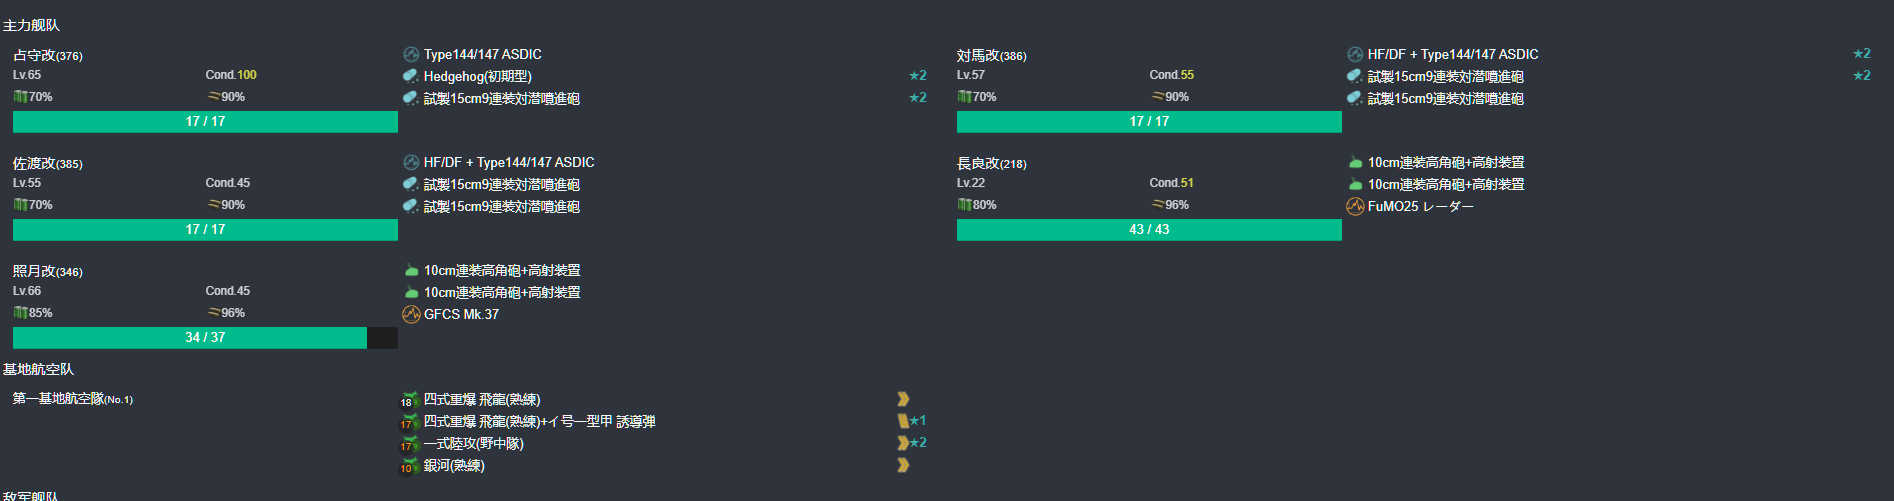 主力舰队
占守改(376)
Lv.65
Cond.100
70%
90%
17 / 17
Type144/147 ASDIC
Hedgehog(初期型)
★2
試製15cm9連装対潜噴進砲
★2
対馬改(386)
Lv.57
Cond.55
70%
90%
17 / 17
HF/DF + Type144/147 ASDIC
★2
試製15cm9連装対潜噴進砲
★2
試製15cm9連装対潜噴進砲
佐渡改(385)
Lv.55
Cond.45
70%
90%
17 / 17
HF/DF + Type144/147 ASDIC
試製15cm9連装対潜噴進砲
試製15cm9連装対潜噴進砲
長良改(218)
Lv.22
Cond.51
80%
96%
43 / 43
10cm連装高角砲+高射装置
10cm連装高角砲+高射装置
FuMO25 レーダー
照月改(346)
Lv.66
Cond.45
85%
96%
34 / 37
10cm連装高角砲+高射装置
10cm連装高角砲+高射装置
GFCS Mk.37
基地航空队
第一基地航空隊(No.1)
18 四式重爆 飛龍(熟練)
17 四式重爆 飛龍(熟練)+イ号一型甲 誘導弾 ★1
17 一式陸攻(野中隊) ★2
10 銀河(熟練)
敌军舰队